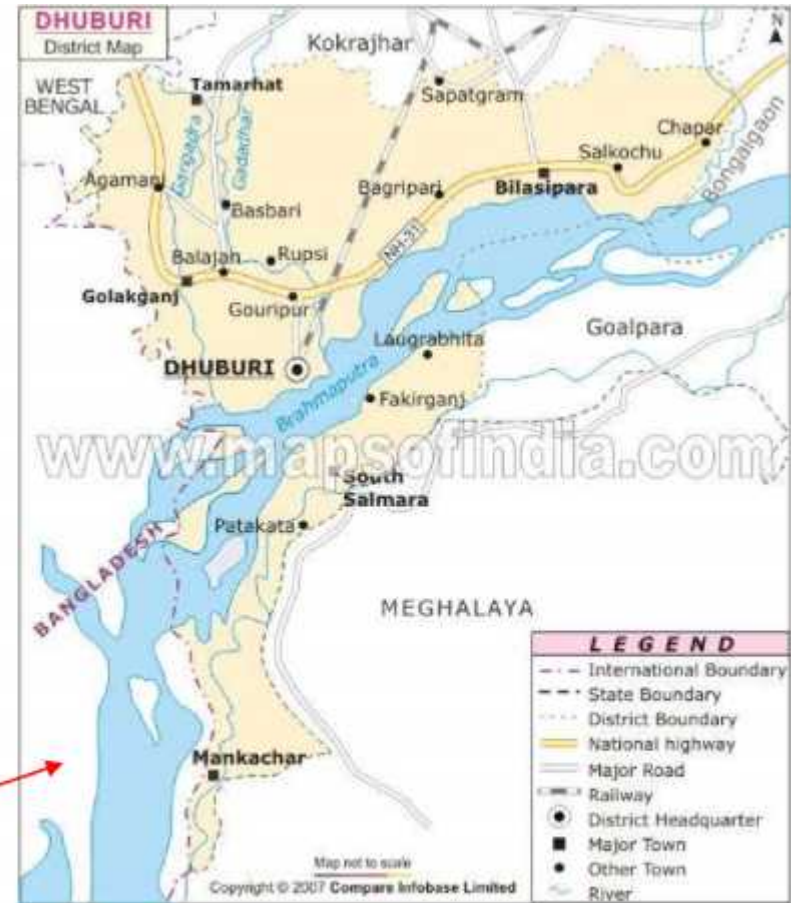 DHUBURI
District Map
N
Kokrajhar
WEST
BENGAL
Tamarhat
Sapatgram
Gangadra
Gadadhar
Chapar
Salkochu
Bongalgaon
Agamani
Bagripari
Bilasipara
Basbari
NH-31
Balajan
Rupsi
Golakganj
Gouripur
Goalpara
Laugrabhita
DHUBURI
Brahmaputra
Fakirganj
www.mapsofindia.com
South
Salmara
Patakata
BANGLADESH
MEGHALAYA
Mankachar
LEGEND
International Boundary
State Boundary
District Boundary
National highway
Major Road
Railway
District Headquarter
Major Town
Other Town
River
Map not to scale
Copyright © 2007 Compare Infobase Limited